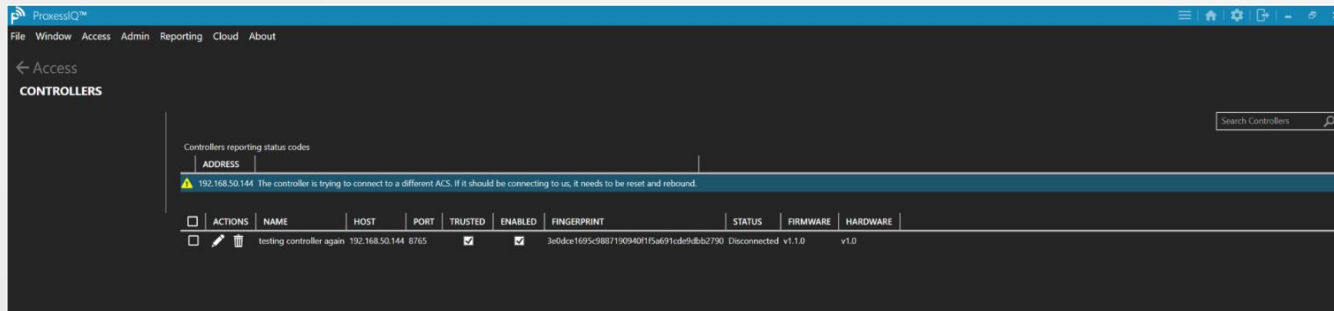 ProxessIQ™
File Window Access Admin Reporting Cloud About
Access
CONTROLLERS
Search Controllers
Controllers reporting status codes
ADDRESS
192.168.50.144 The controller is trying to connect to a different ACS. If it should be connecting to us, it needs to be reset and rebound.
ACTIONS NAME HOST PORT TRUSTED ENABLED FINGERPRINT STATUS FIRMWARE HARDWARE
testing controller again 192.168.50.144 8765 3e0dce1695c9887190940f1f5a691cde9dbb2790 Disconnected v1.1.0 v1.0